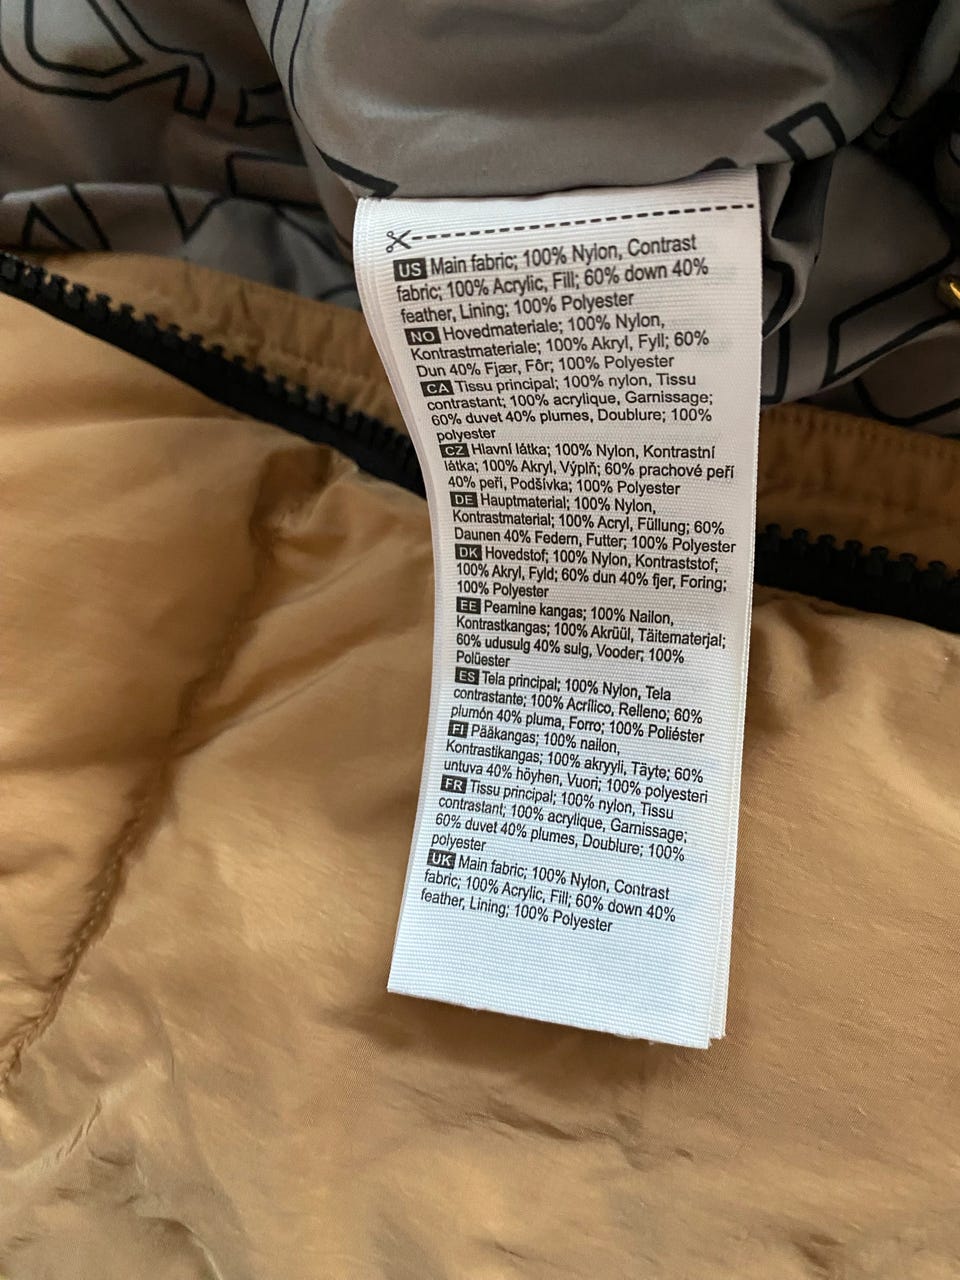 US Main fabric; 100% Nylon, Contrast
fabric; 100% Acrylic, Fill; 60% down 40%
feather, Lining; 100% Polyester
NO Hovedmateriale; 100% Nylon,
Kontrastmateriale; 100% Akryl, Fyll; 60%
Dun 40% Fjær, Fôr; 100% Polyester
CA Tissu principal; 100% nylon, Tissu
contrastant; 100% acrylique, Garnissage;
60% duvet 40% plumes, Doublure; 100%
polyester
CZ Hlavní látka; 100% Nylon, Kontrastní
látka; 100% Akryl, Výplň; 60% prachové peří
40% peří, Podšívka; 100% Polyester
DE Hauptmaterial; 100% Nylon,
Kontrastmaterial; 100% Acryl, Füllung; 60%
Daunen 40% Federn, Futter; 100% Polyester
DK Hovedstof; 100% Nylon, Kontraststof;
100% Akryl, Fyld; 60% dun 40% fjer, Foring;
100% Polyester
EE Peamine kangas; 100% Nailon,
Kontrastkangas; 100% Akrüül, Täitematerjal;
60% udusulg 40% sulg, Vooder; 100%
Polüester
ES Tela principal; 100% Nylon, Tela
contrastante; 100% Acrílico, Relleno; 60%
plumón 40% pluma, Forro; 100% Poliéster
FI Pääkangas; 100% nailon,
Kontrastikangas; 100% akryyli, Täyte; 60%
untuva 40% höyhen, Vuori; 100% polyesteri
FR Tissu principal; 100% nylon, Tissu
contrastant; 100% acrylique, Garnissage;
60% duvet 40% plumes, Doublure; 100%
polyester
UK Main fabric; 100% Nylon, Contrast
fabric; 100% Acrylic, Fill; 60% down 40%
feather, Lining; 100% Polyester